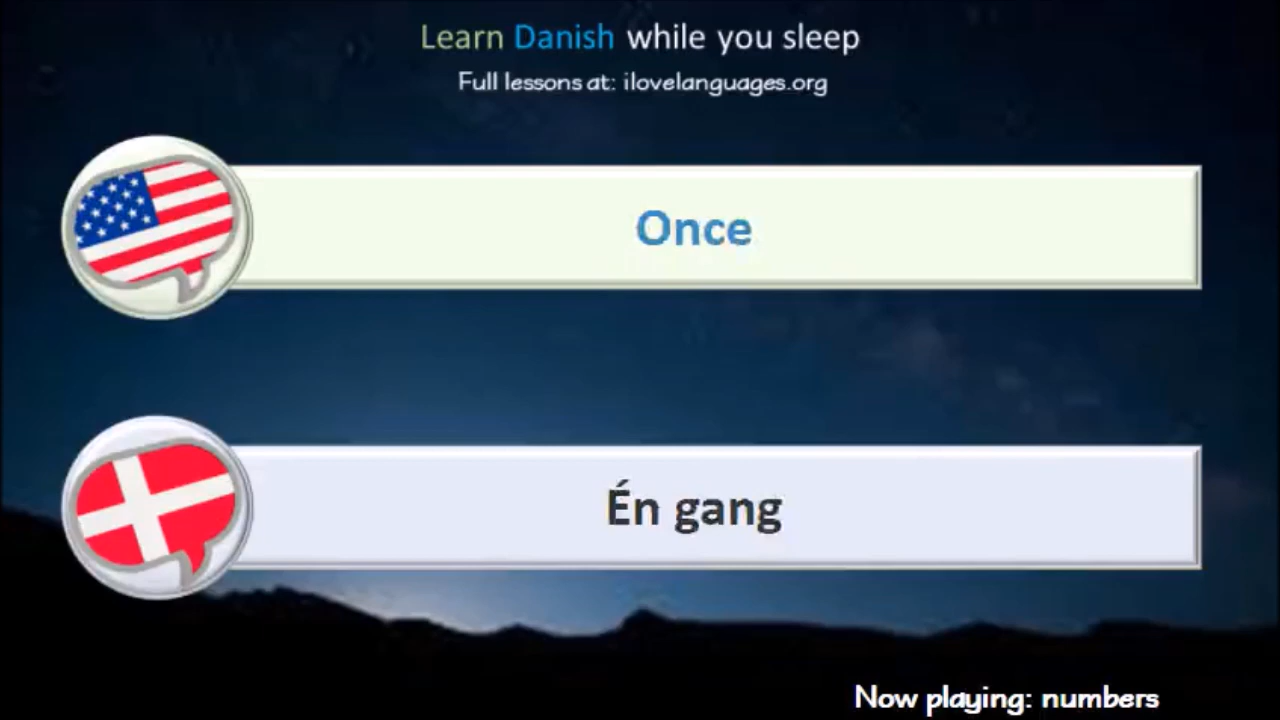 Learn Danish while you sleep
Full lessons at: ilovelanguages.org
Once
Én gang
Now playing: numbers